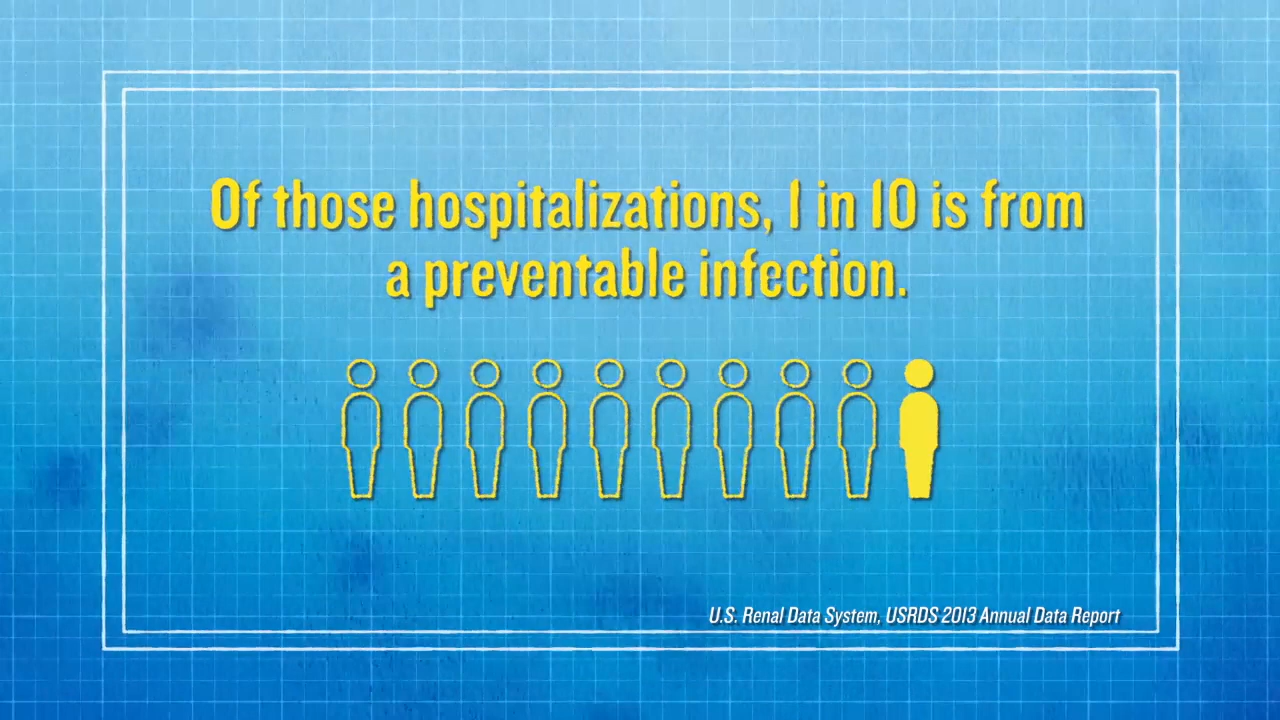 Of those hospitalizations, 1 in 10 is from
a preventable infection.
U.S. Renal Data System, USRDS 2013 Annual Data Report